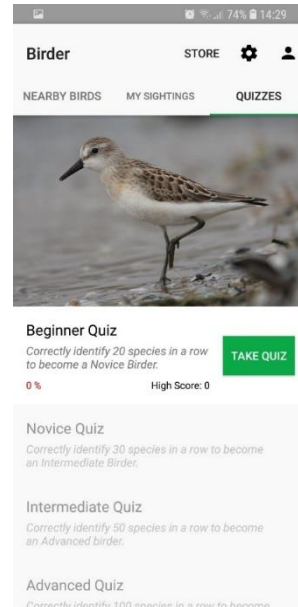 74% 14:29
Birder STORE
NEARBY BIRDS MY SIGHTINGS QUIZZES
Beginner Quiz
Correctly identify 20 species in a row
to become a Novice Birder.
TAKE QUIZ
0 % High Score: 0
Novice Quiz
Correctly identify 30 species in a row to become
an Intermediate Birder.
Intermediate Quiz
Correctly identify 50 species in a row to become
an Advanced birder.
Advanced Quiz
Correctly identify 100 species in a row to become